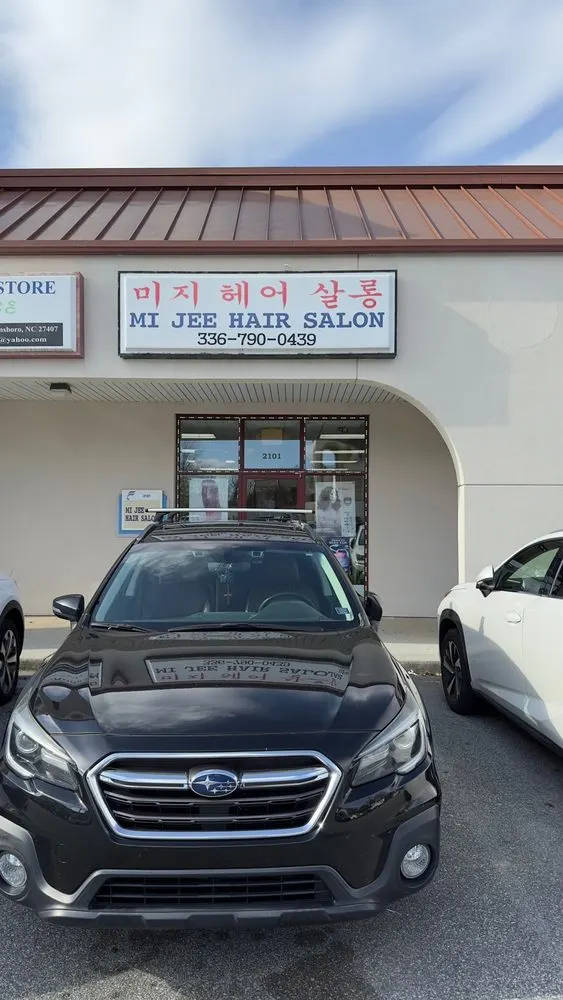 STORE
nsboro, NC 27407
@yahoo.com
미지 헤어 살롱
MI JEE HAIR SALON
336-790-0439
2101
MI JEE
HAIR SALON